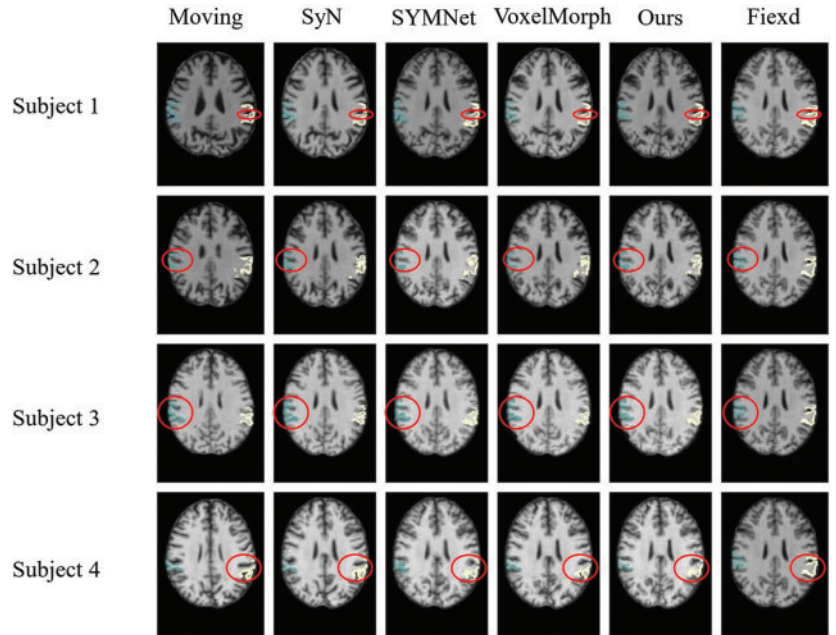 Moving SyN SYMNet VoxelMorph Ours Fiexd
Subject 1
Subject 2
Subject 3
Subject 4